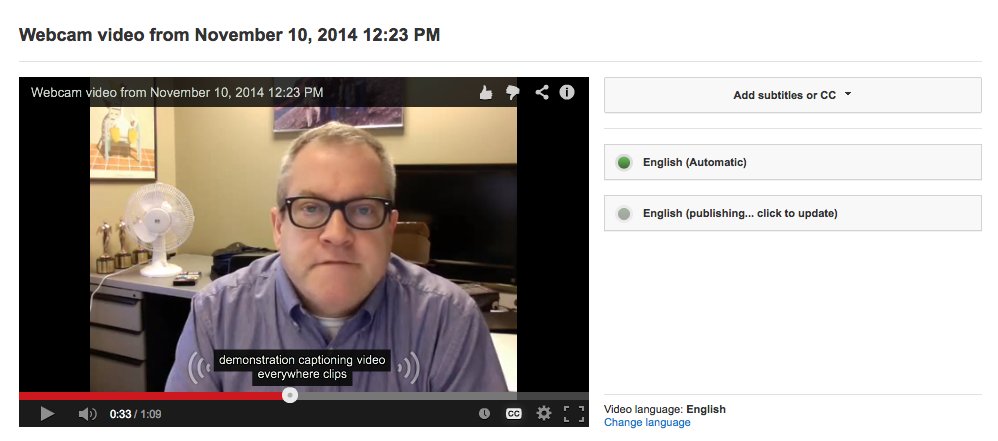 Webcam video from November 10, 2014 12:23 PM
Webcam video from November 10, 2014 12:23 PM
demonstration captioning video
everywhere clips
0:33 / 1:09
CC
Add subtitles or CC
English (Automatic)
English (publishing... click to update)
Video language: English
Change language